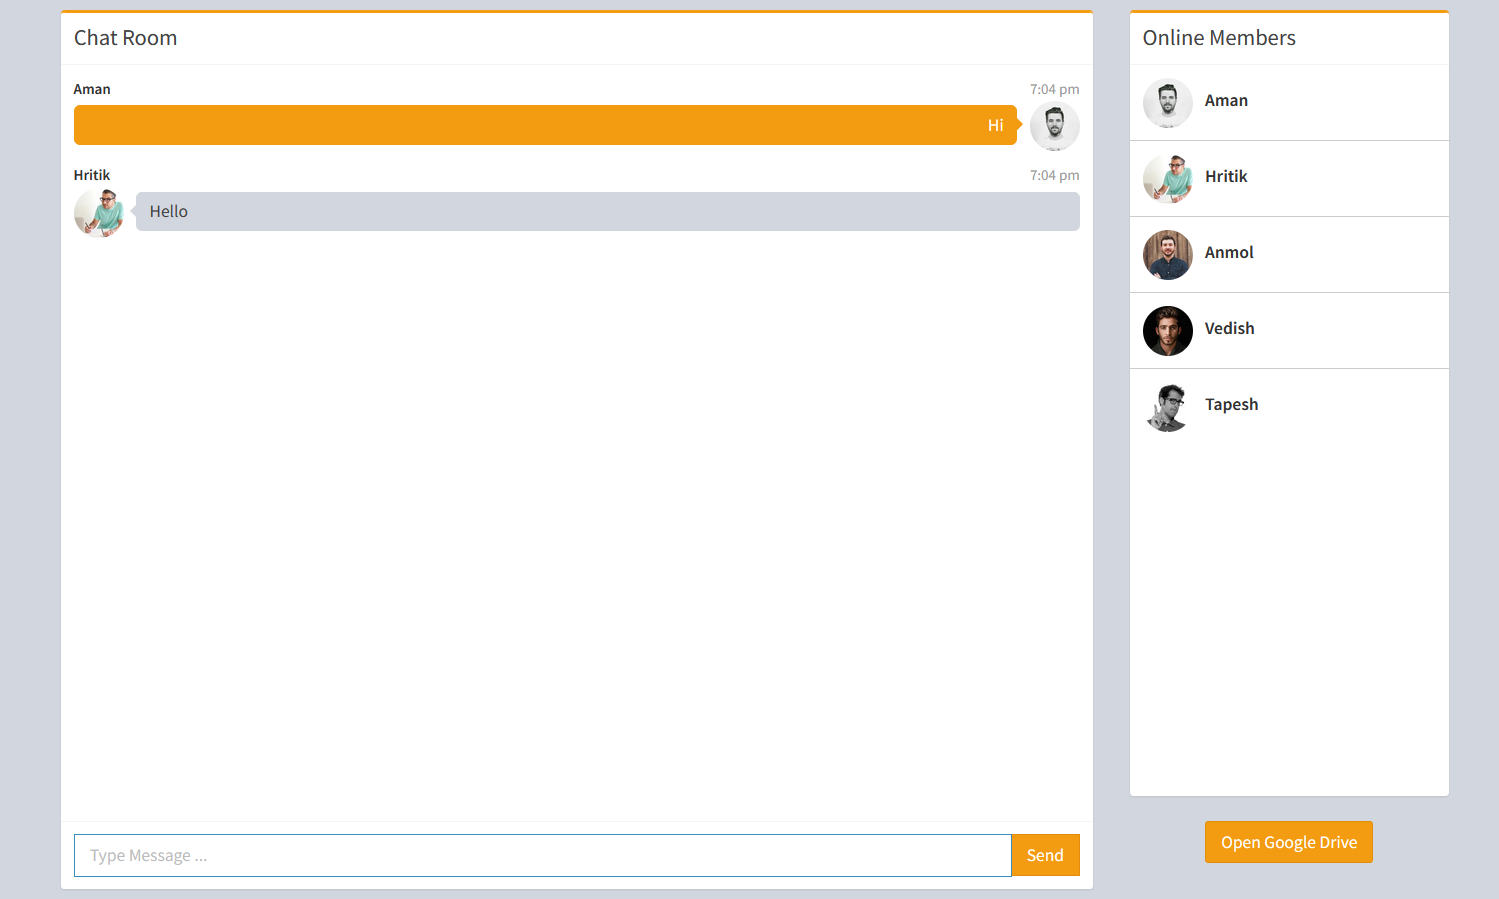 Chat Room
Aman 7:04 pm
Hi
Hritik 7:04 pm
Hello
Type Message ...
Send
Online Members
Aman
Hritik
Anmol
Vedish
Tapesh
Open Google Drive